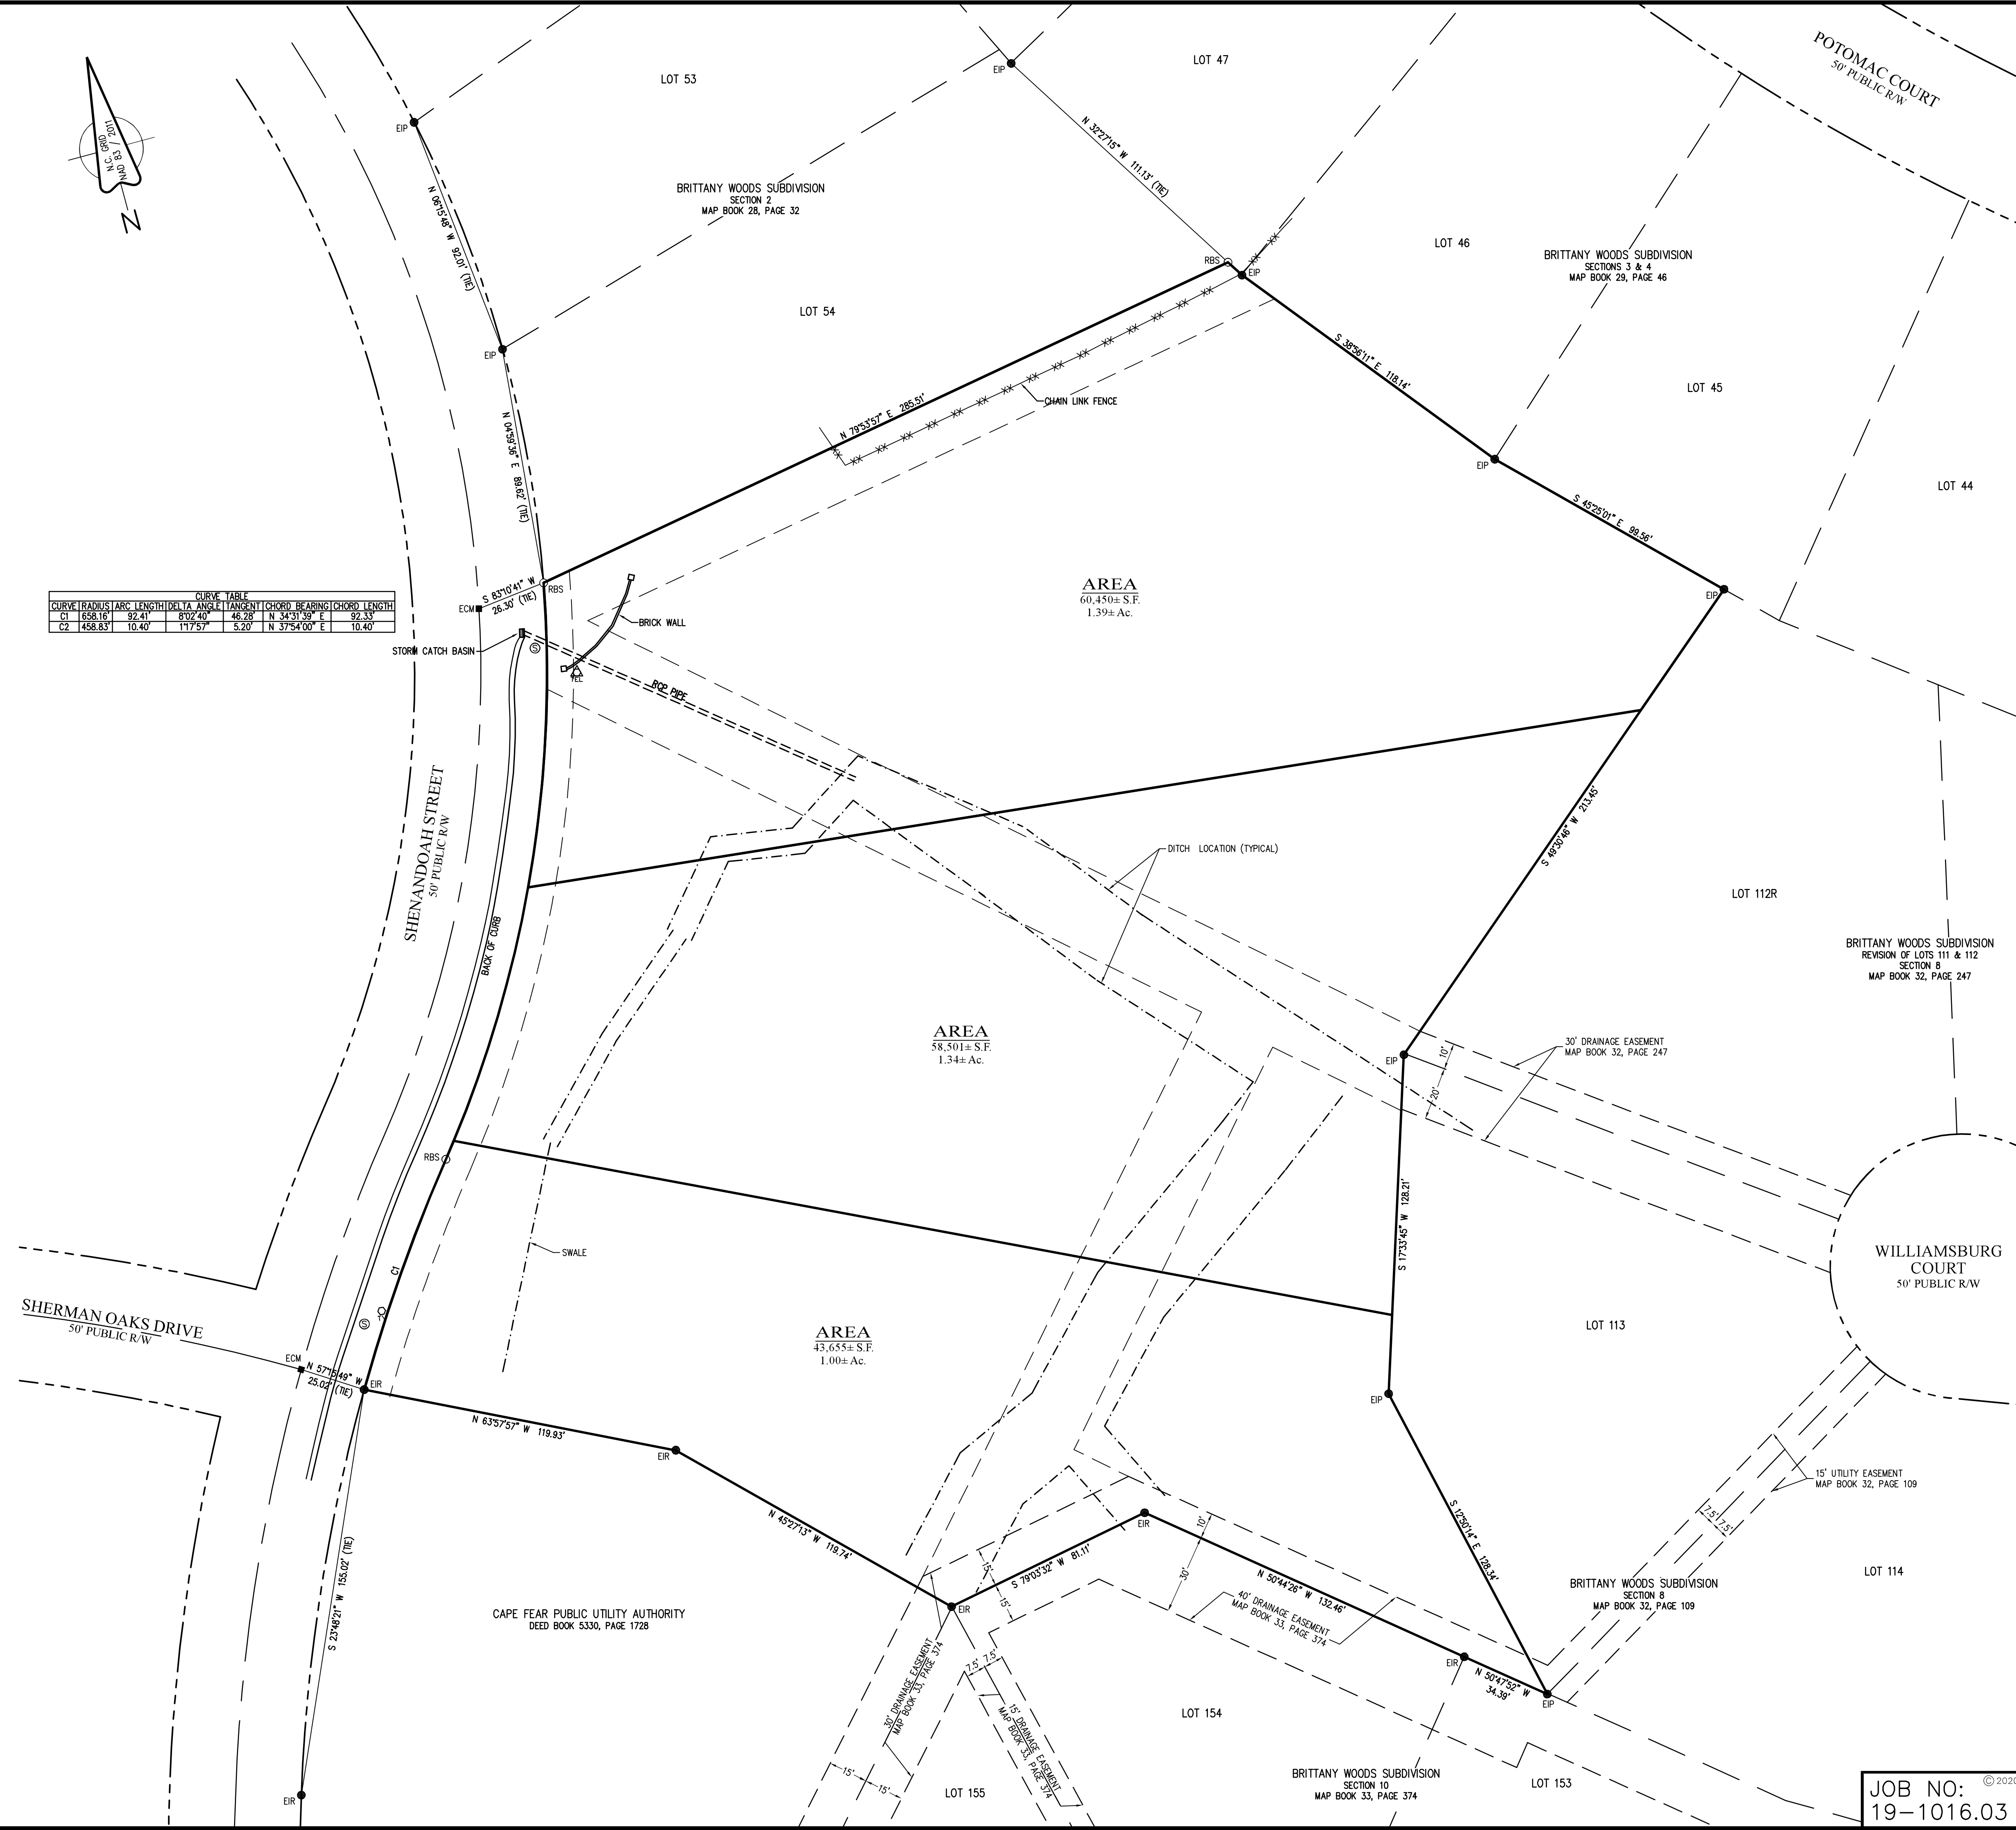 N.C. GRID
NAD 83 / 2011
N
LOT 53
LOT 47
EIP
EIP
POTOMAC COURT
50' PUBLIC R/W
N 06°15'48" W 92.01' (TIE)
N 32°27'15" W 111.13' (TIE)
BRITTANY WOODS SUBDIVISION
SECTION 2
MAP BOOK 28, PAGE 32
LOT 46
BRITTANY WOODS SUBDIVISION
SECTIONS 3 & 4
MAP BOOK 29, PAGE 46
RBS
EIP
LOT 54
EIP
S 38°56'11" E 118.14'
LOT 45
N 79°53'57" E 285.51'
CHAIN LINK FENCE
N 04°59'36" E 89.62' (TIE)
EIP
LOT 44
S 45°25'01" E 99.56'
CURVE TABLE
CURVE RADIUS ARC LENGTH DELTA ANGLE TANGENT CHORD BEARING CHORD LENGTH
C1 658.16' 92.41' 8°02'40" 46.28' N 34°31'39" E 92.33'
C2 458.83' 10.40' 1°17'57" 5.20' N 37°54'00" E 10.40'
S 83°10'41" W
26.30' (TIE)
RBS
ECM
EIP
AREA
60,450± S.F.
1.39± Ac.
BRICK WALL
STORM CATCH BASIN
S
TEL
RCP PIPE
SHENANDOAH STREET
50' PUBLIC R/W
S 49°30'46" W 213.45'
DITCH LOCATION (TYPICAL)
LOT 112R
BACK OF CURB
BRITTANY WOODS SUBDIVISION
REVISION OF LOTS 111 & 112
SECTION 8
MAP BOOK 32, PAGE 247
AREA
58,501± S.F.
1.34± Ac.
30' DRAINAGE EASEMENT
MAP BOOK 32, PAGE 247
EIP
10'
20'
RBS
S 17°33'45" W 128.21'
SWALE
C1
WILLIAMSBURG
COURT
50' PUBLIC R/W
SHERMAN OAKS DRIVE
50' PUBLIC R/W
S
AREA
43,655± S.F.
1.00± Ac.
LOT 113
ECM
N 57°15'49" W
25.02' (TIE)
EIR
EIP
N 63°57'57" W 119.93'
EIR
15' UTILITY EASEMENT
MAP BOOK 32, PAGE 109
7.5'
7.5'
S 12°50'14" E 128.34'
N 45°27'13" W 119.74'
EIR
10'
30'
S 23°48'21" W 155.02' (TIE)
S 79°03'32" W 81.11'
15'
15'
N 50°44'26" W 132.46'
LOT 114
BRITTANY WOODS SUBDIVISION
SECTION 8
MAP BOOK 32, PAGE 109
CAPE FEAR PUBLIC UTILITY AUTHORITY
DEED BOOK 5330, PAGE 1728
EIR
40' DRAINAGE EASEMENT
MAP BOOK 33, PAGE 374
EIR
N 50°47'52" W
34.39'
EIP
30' DRAINAGE EASEMENT
MAP BOOK 33, PAGE 374
7.5'
7.5'
15' DRAINAGE EASEMENT
MAP BOOK 33, PAGE 374
LOT 154
15'
15'
LOT 155
BRITTANY WOODS SUBDIVISION
SECTION 10
MAP BOOK 33, PAGE 374
LOT 153
EIR
© 2020
JOB NO:
19-1016.03